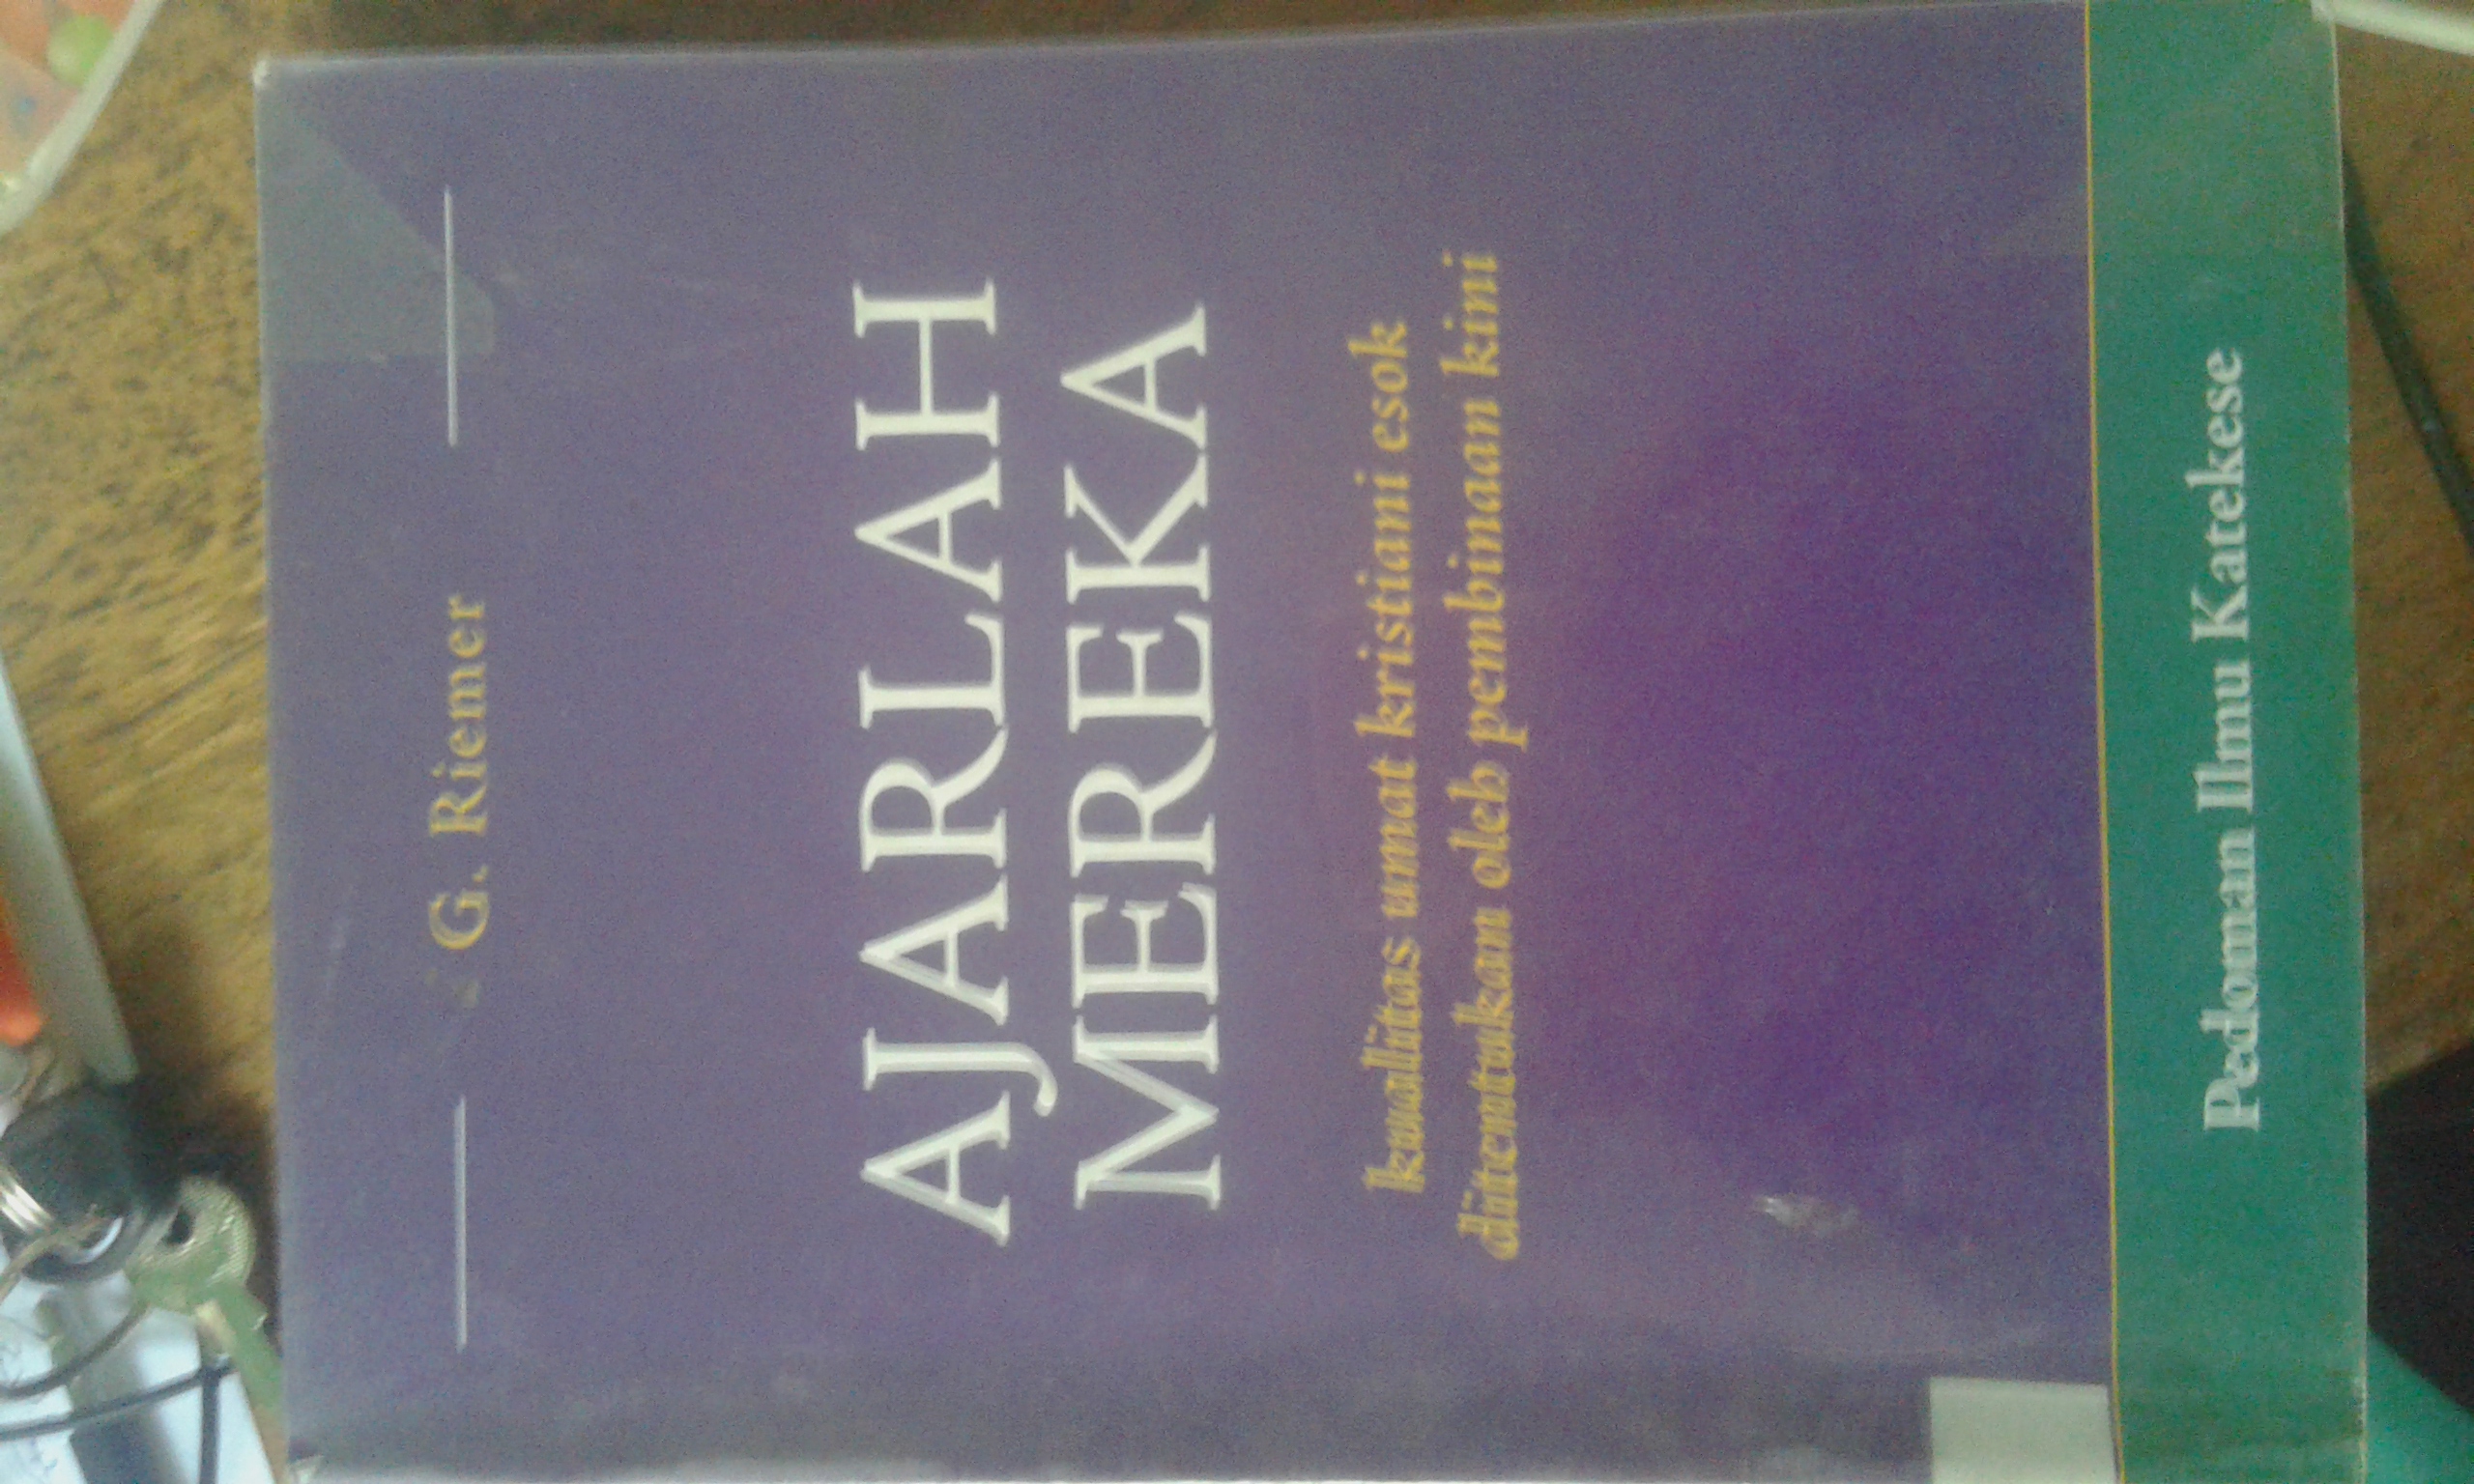 G. Riemer
AJARLAH
MEREKA
kualitas umat kristiani esok
ditentukan oleh pembinaan kini
Pedoman Ilmu Katekese